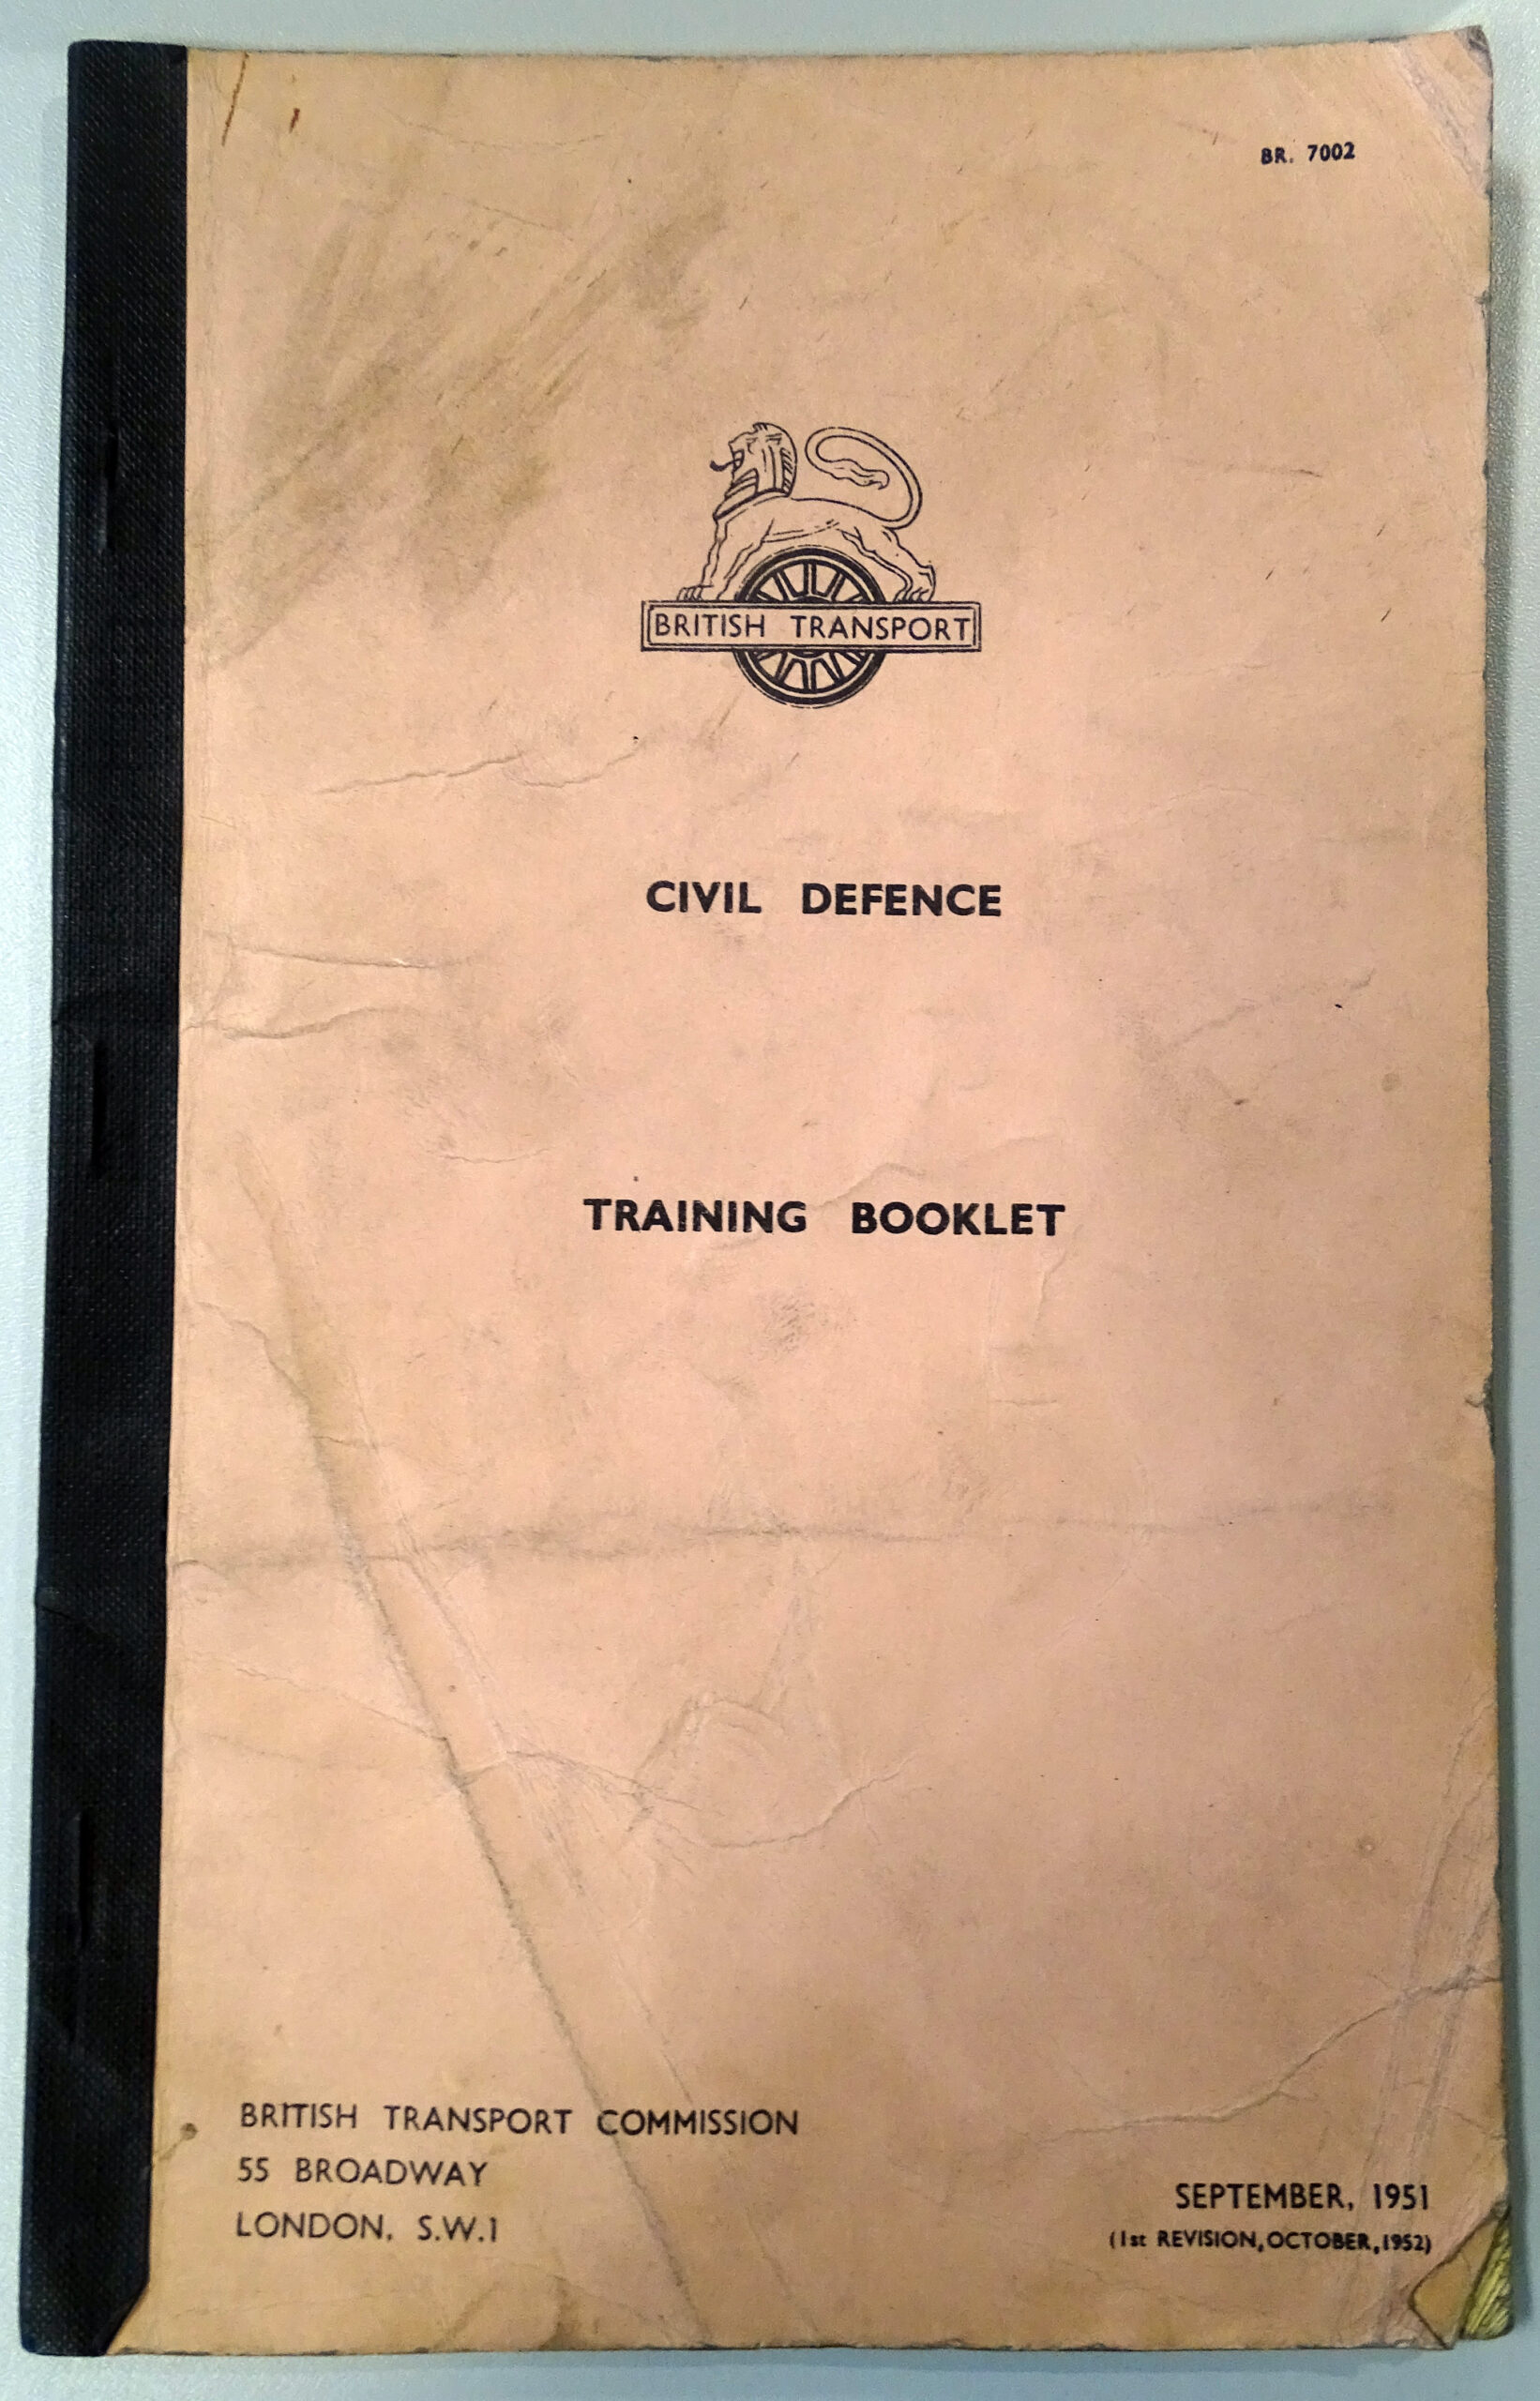 BR. 7002
BRITISH TRANSPORT
CIVIL DEFENCE
TRAINING BOOKLET
BRITISH TRANSPORT COMMISSION
55 BROADWAY
LONDON, S.W.1
SEPTEMBER, 1951
(1st REVISION, OCTOBER, 1952)